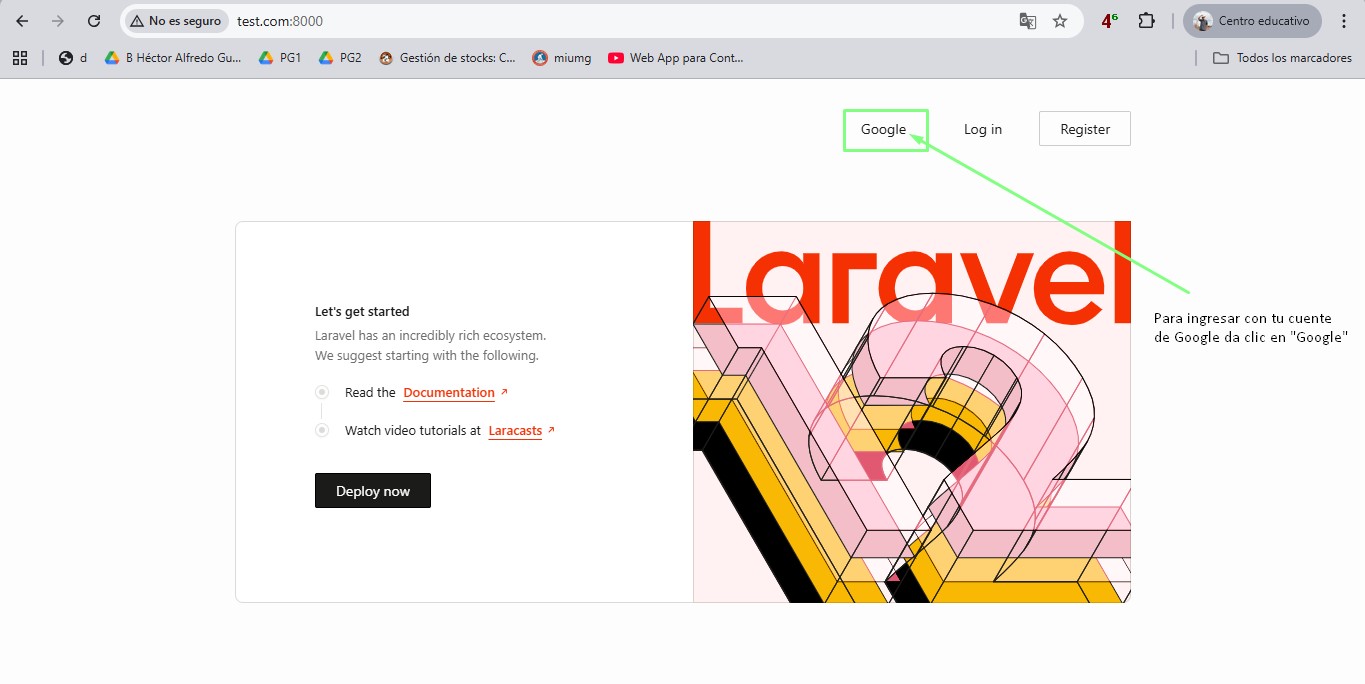 No es seguro
test.com:8000
4⁶
Centro educativo
d
B Héctor Alfredo Gu...
PG1
PG2
Gestión de stocks: C...
miumg
Web App para Cont...
Todos los marcadores
Google
Log in
Register
Laravel
Let's get started
Laravel has an incredibly rich ecosystem.
We suggest starting with the following.
Read the Documentation
Watch video tutorials at Laracasts
Deploy now
Para ingresar con tu cuente
de Google da clic en "Google"